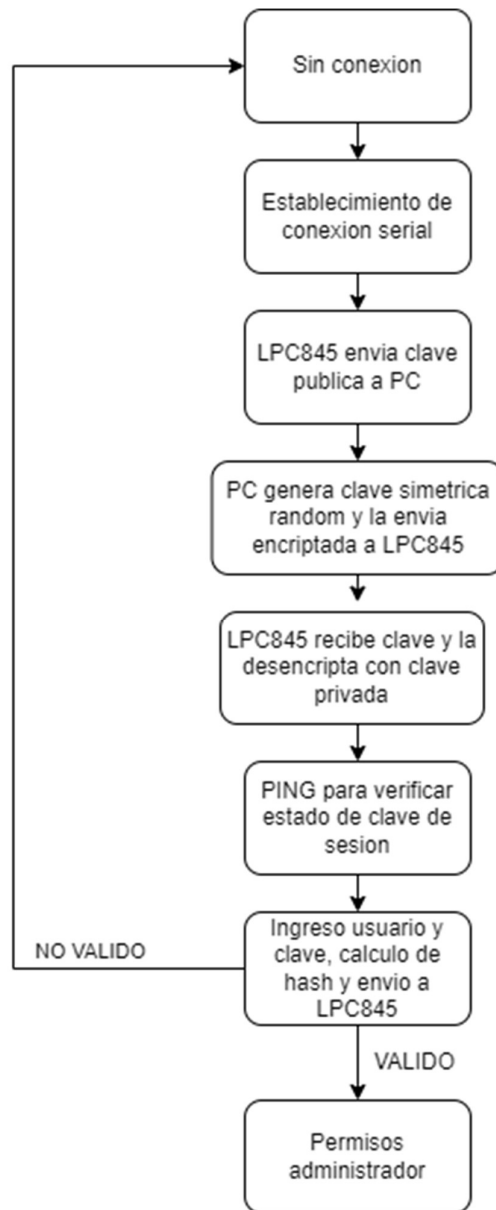 Sin conexion
Establecimiento de
conexion serial
LPC845 envia clave
publica a PC
PC genera clave simetrica
random y la envia
encriptada a LPC845
LPC845 recibe clave y la
desencripta con clave
privada
PING para verificar
estado de clave de
sesion
Ingreso usuario y
clave, calculo de
hash y envio a
LPC845
NO VALIDO
VALIDO
Permisos
administrador